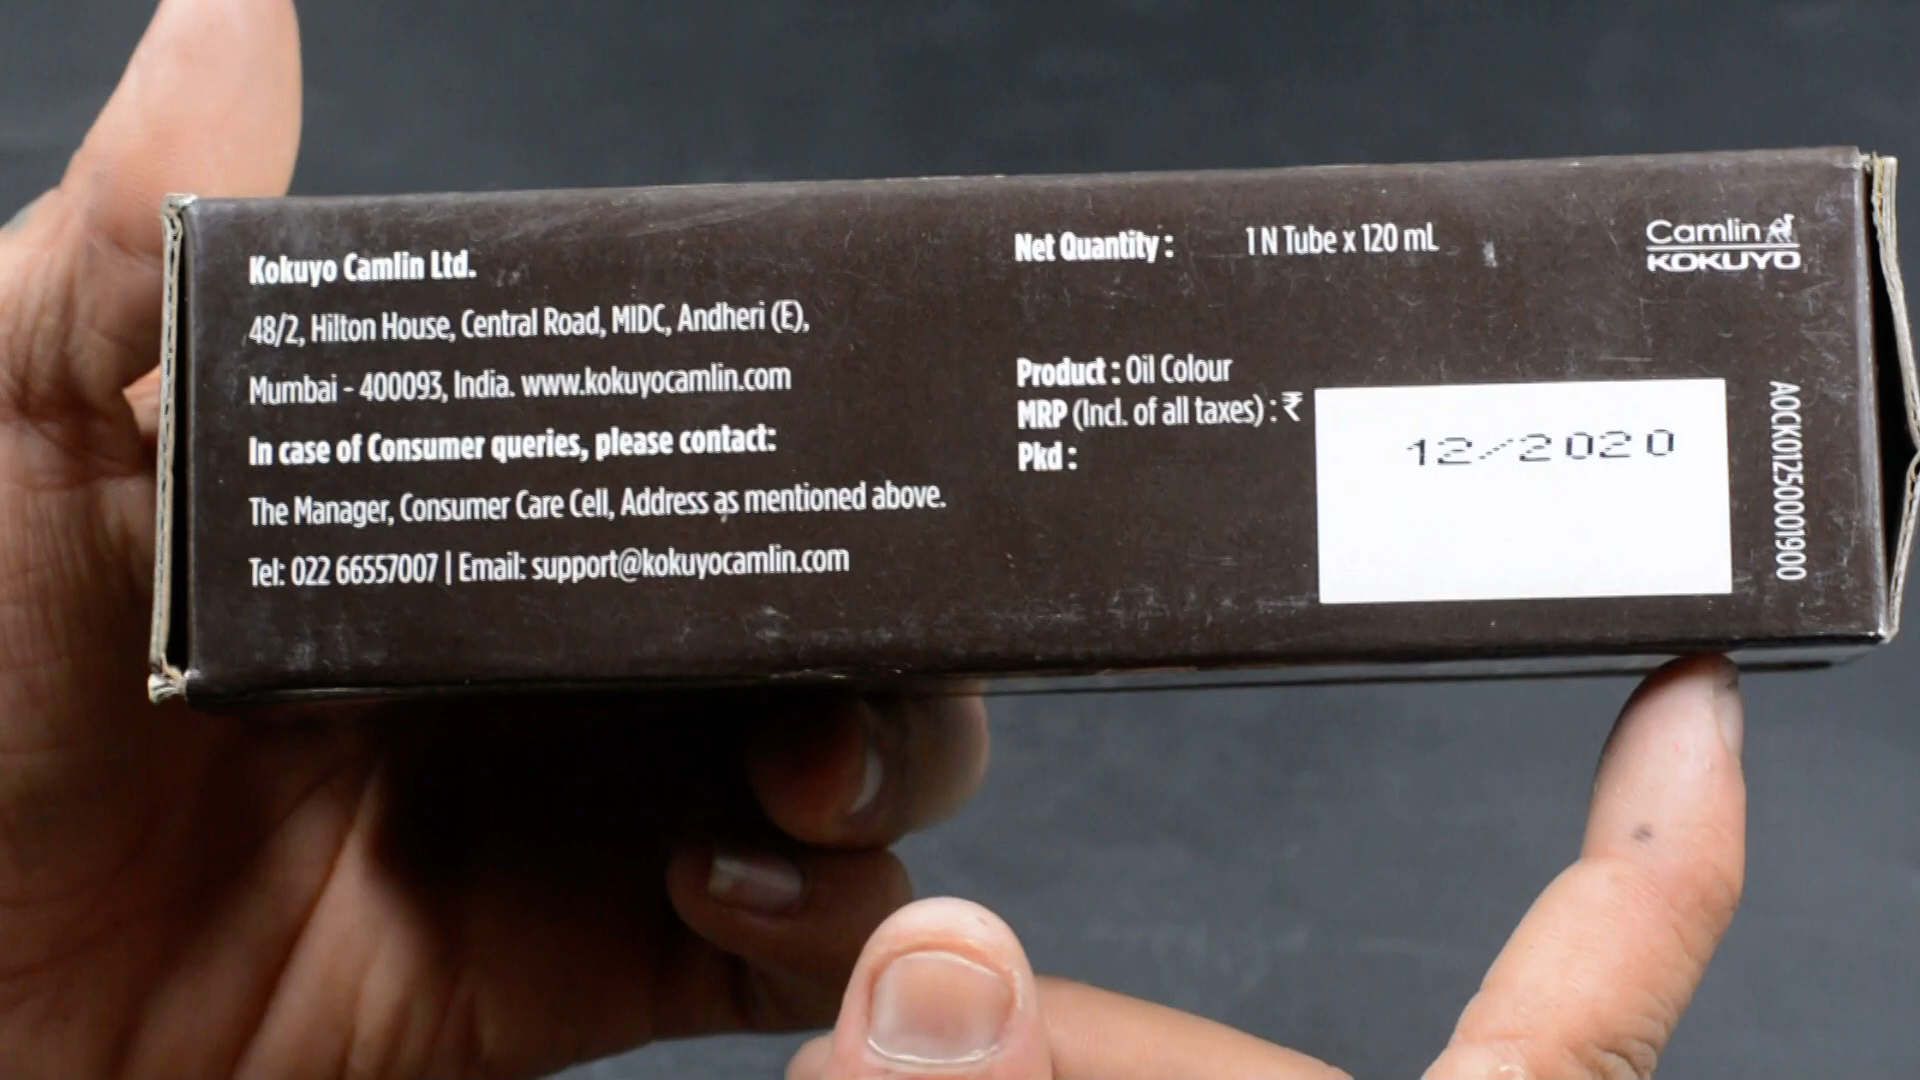 Kokuyo Camlin Ltd.
48/2, Hilton House, Central Road, MIDC, Andheri (E),
Mumbai - 400093, India. www.kokuyocamlin.com
In case of Consumer queries, please contact:
The Manager, Consumer Care Cell, Address as mentioned above.
Tel: 022 66557007 | Email: support@kokuyocamlin.com
Net Quantity : 1 N Tube x 120 mL
Product : Oil Colour
MRP (Incl. of all taxes) : ₹
Pkd :
12/2020
Camlin
KOKUYO
AOCK01250001900